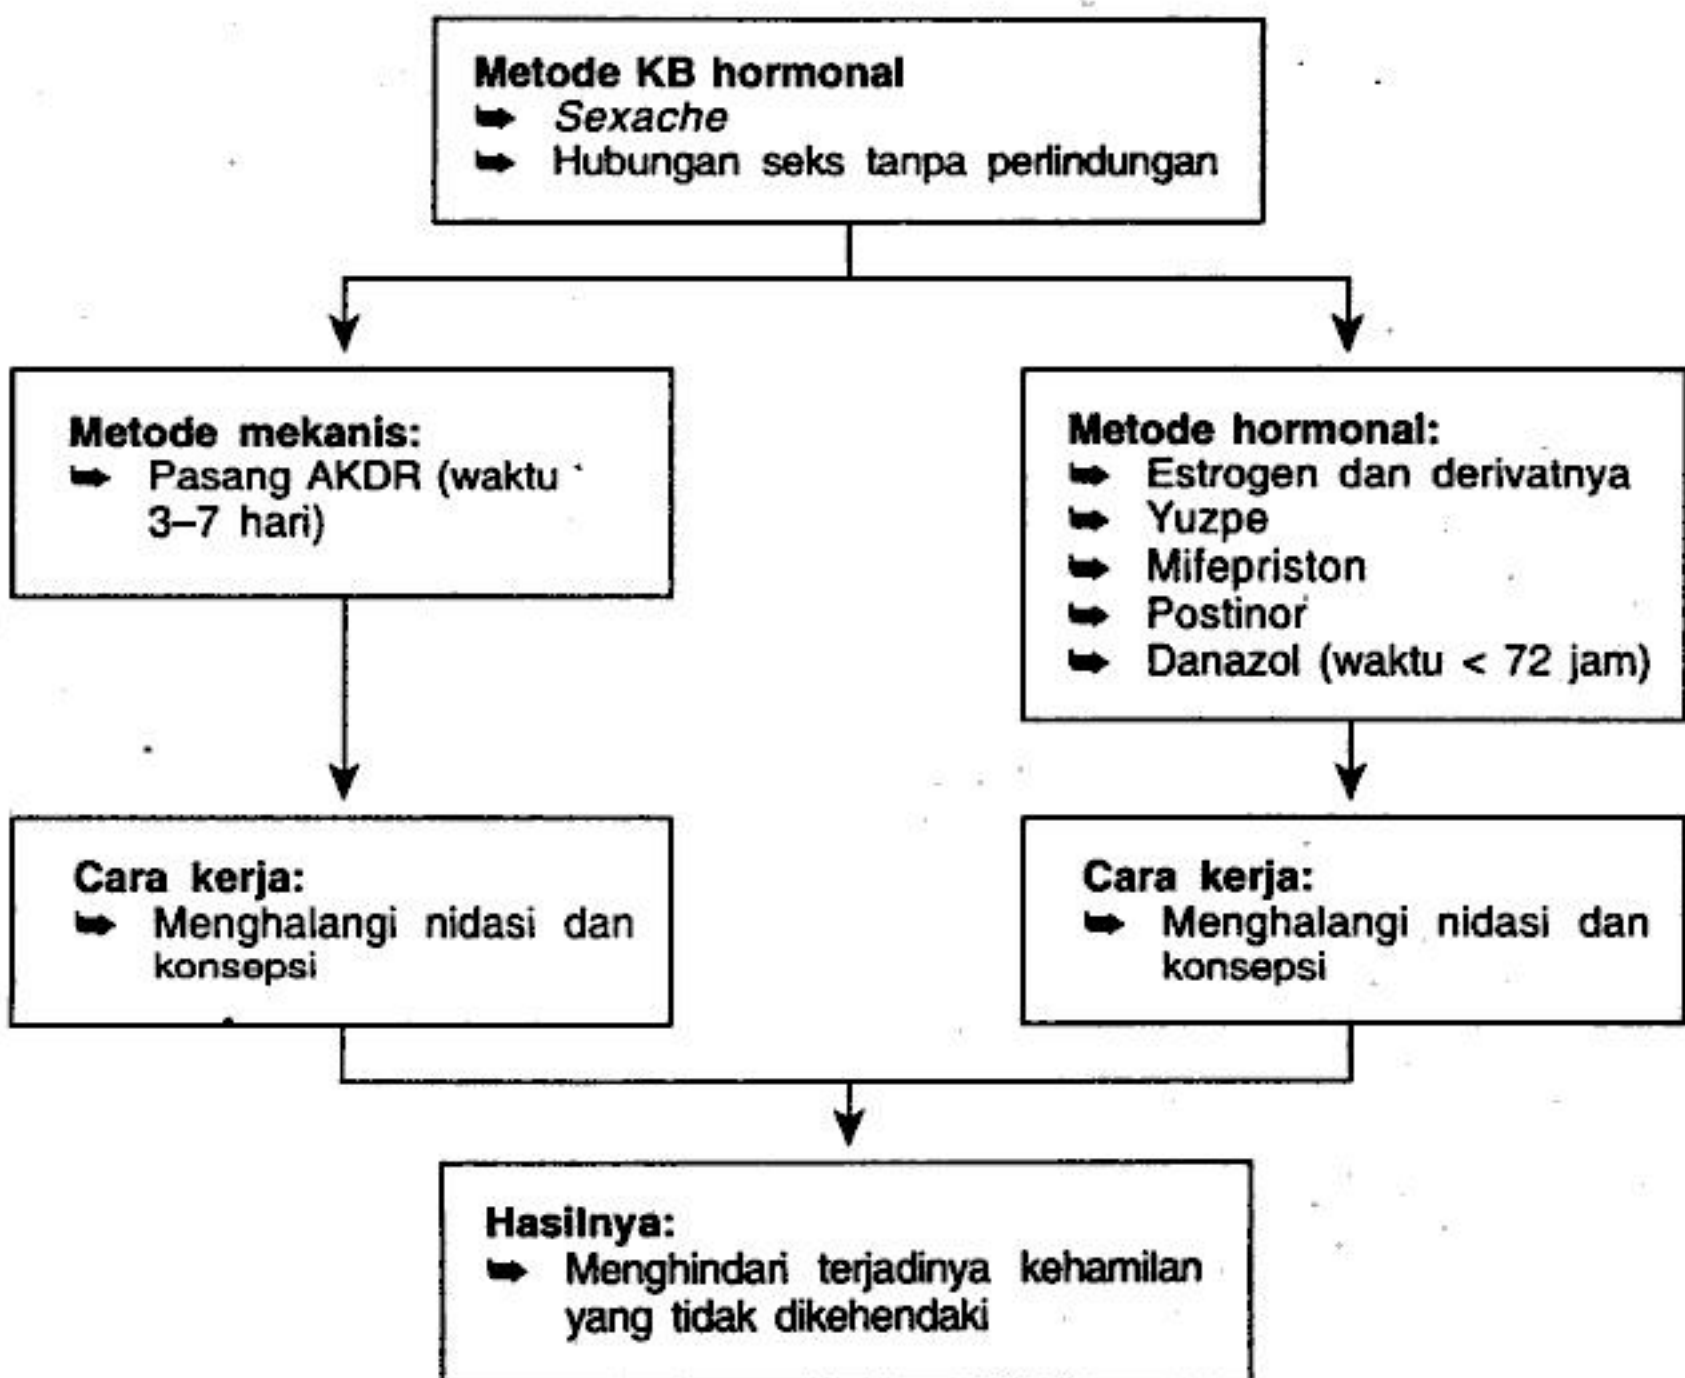 Metode KB hormonal
➥ Sexache
➥ Hubungan seks tanpa perlindungan
Metode mekanis:
➥ Pasang AKDR (waktu
3–7 hari)
Metode hormonal:
➥ Estrogen dan derivatnya
➥ Yuzpe
➥ Mifepriston
➥ Postinor
➥ Danazol (waktu < 72 jam)
Cara kerja:
➥ Menghalangi nidasi dan
konsepsi
Cara kerja:
➥ Menghalangi nidasi dan
konsepsi
Hasilnya:
➥ Menghindari terjadinya kehamilan
yang tidak dikehendaki